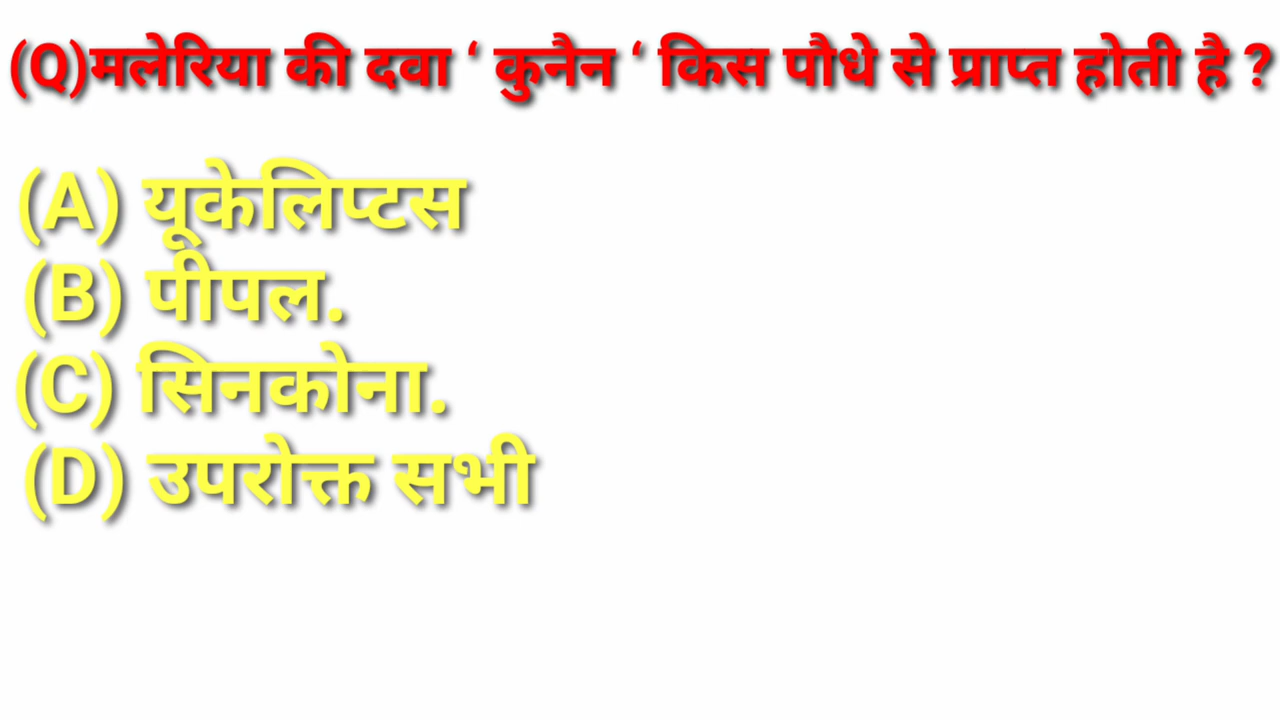 (Q)मलेरिया की दवा ‘ कुनैन ‘ किस पौधे से प्राप्त होती है ?
(A) यूकेलिप्टस
(B) पीपल.
(C) सिनकोना.
(D) उपरोक्त सभी